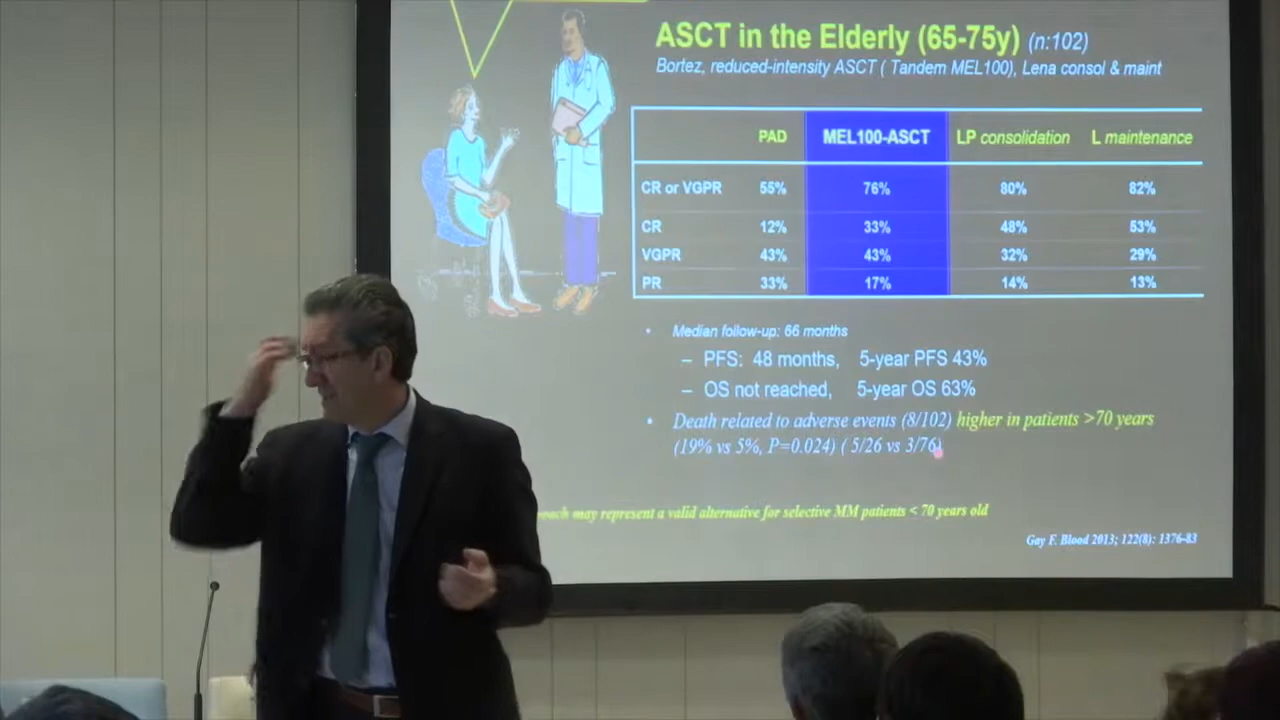 ASCT in the Elderly (65-75y) (n:102)
Bortez, reduced-intensity ASCT ( Tandem MEL100), Lena consol & maint
PAD MEL100-ASCT LP consolidation L maintenance
CR or VGPR 55% 76% 80% 82%
CR 12% 33% 48% 53%
VGPR 43% 43% 32% 29%
PR 33% 17% 14% 13%
• Median follow-up: 66 months
– PFS: 48 months, 5-year PFS 43%
– OS not reached, 5-year OS 63%
• Death related to adverse events (8/102) higher in patients >70 years
(19% vs 5%, P=0.024) ( 5/26 vs 3/76)
may represent a valid alternative for selective MM patients < 70 years old
Gay F. Blood 2013; 122(8): 1376-83